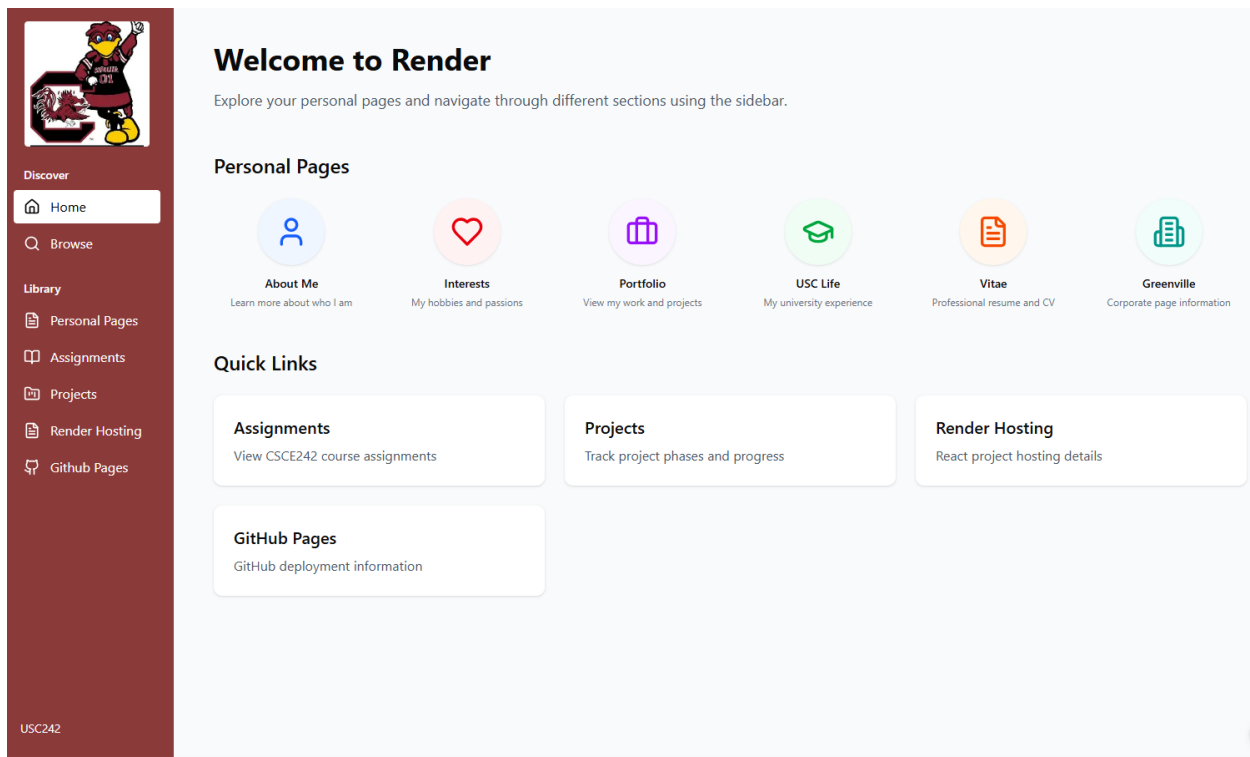 Discover
Home
Browse
Library
Personal Pages
Assignments
Projects
Render Hosting
Github Pages
USC242
Welcome to Render
Explore your personal pages and navigate through different sections using the sidebar.
Personal Pages
About Me
Learn more about who I am
Interests
My hobbies and passions
Portfolio
View my work and projects
USC Life
My university experience
Vitae
Professional resume and CV
Greenville
Corporate page information
Quick Links
Assignments
View CSCE242 course assignments
Projects
Track project phases and progress
Render Hosting
React project hosting details
GitHub Pages
GitHub deployment information